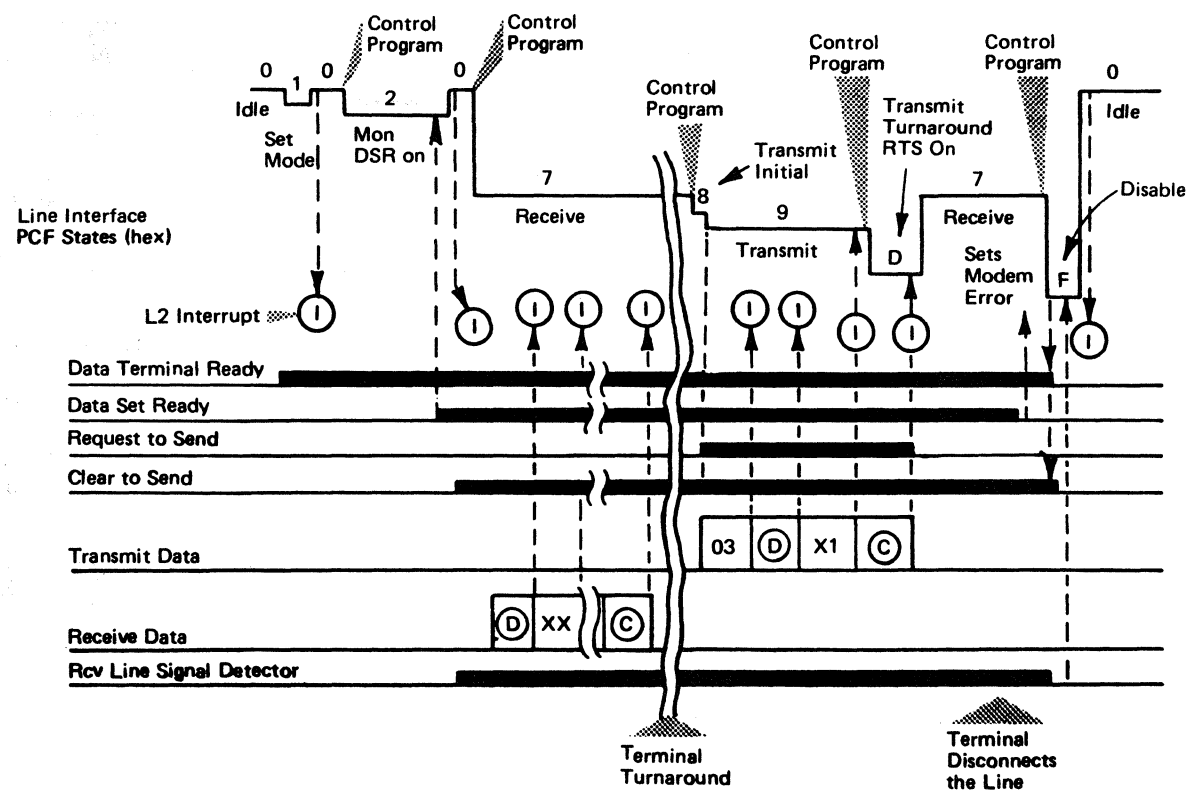 Control
Program
Control
Program
Control
Program
Control
Program
Control
Program
0
1
0
2
0
0
Idle
Set
Model
Mon
DSR on
Transmit
Initial
Transmit
Turnaround
RTS On
Idle
7
8
9
7
Disable
Line Interface
PCF States (hex)
Receive
Transmit
D
Receive
Sets
Modem
Error
F
L2 Interrupt
I
I
I
I
I
I
I
I
I
I
Data Terminal Ready
Data Set Ready
Request to Send
Clear to Send
Transmit Data
03
D
X1
C
Receive Data
D
XX
C
Rcv Line Signal Detector
Terminal
Turnaround
Terminal
Disconnects
the Line